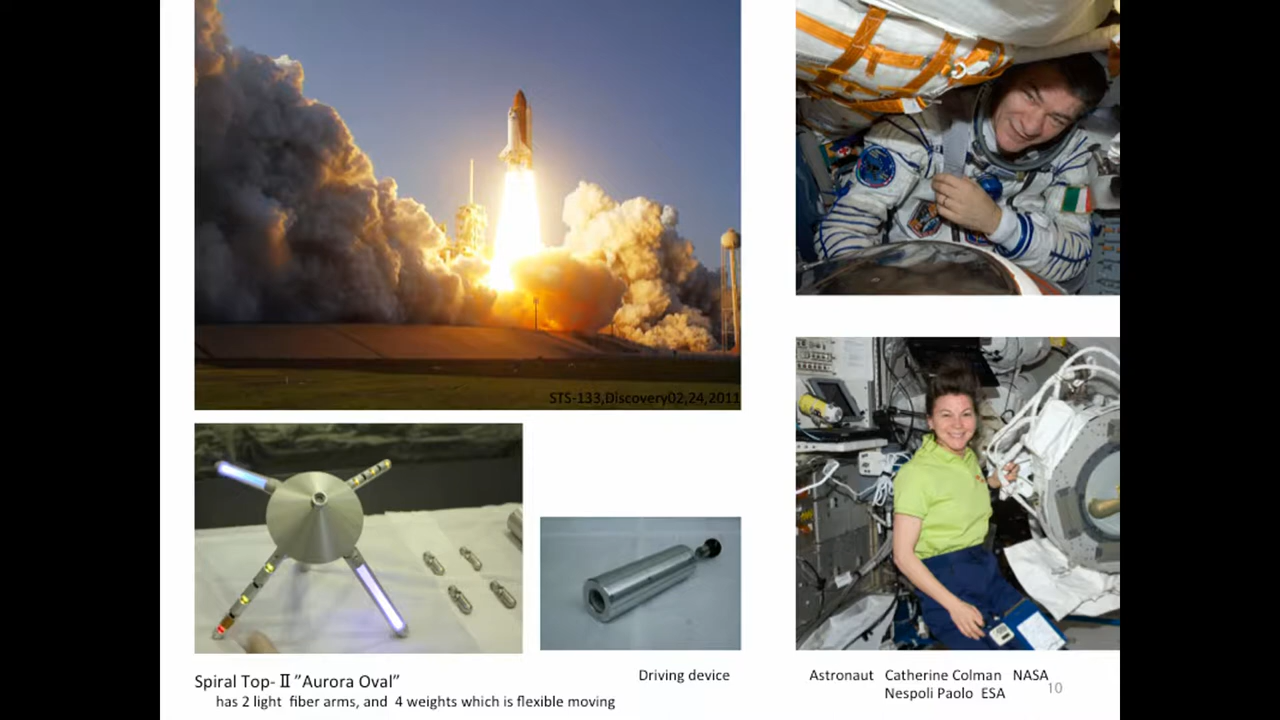 STS-133,Discovery02,24,2011
Spiral Top-Ⅱ ”Aurora Oval”
has 2 light fiber arms, and 4 weights which is flexible moving
Driving device
Astronaut Catherine Colman NASA
Nespoli Paolo ESA
10